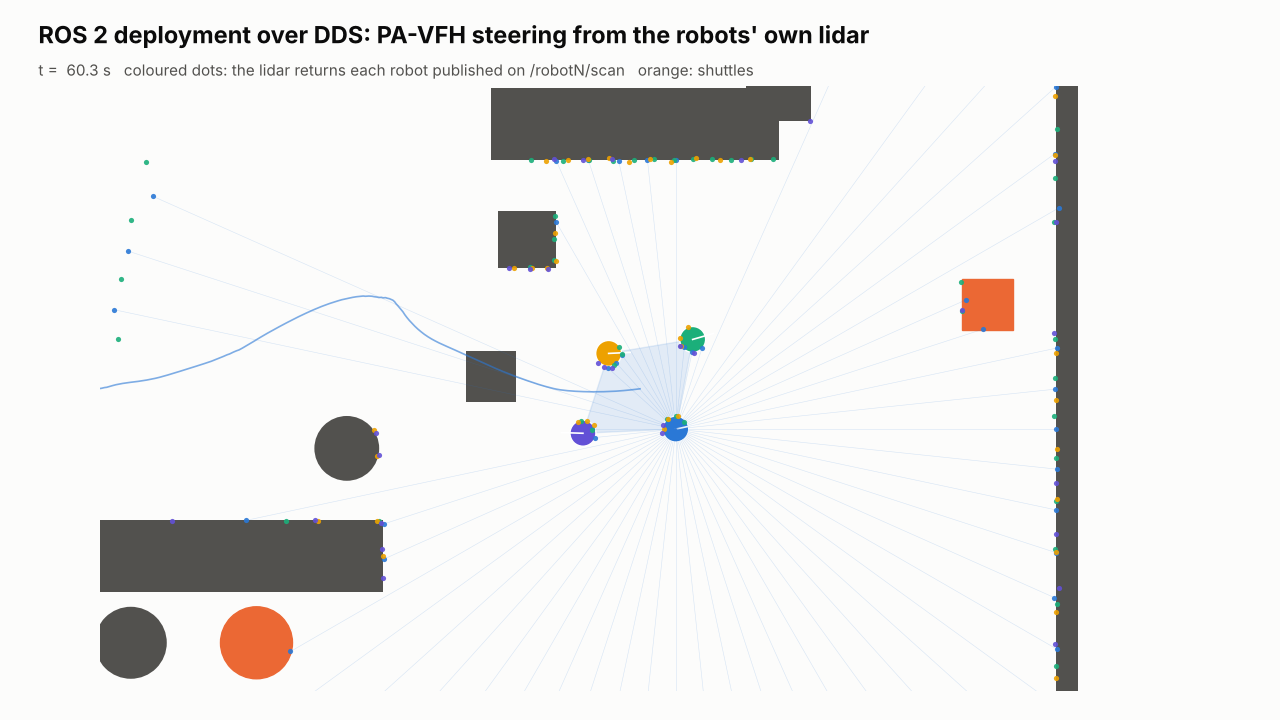 ROS 2 deployment over DDS: PA-VFH steering from the robots' own lidar
t = 60.3 s coloured dots: the lidar returns each robot published on /robotN/scan orange: shuttles